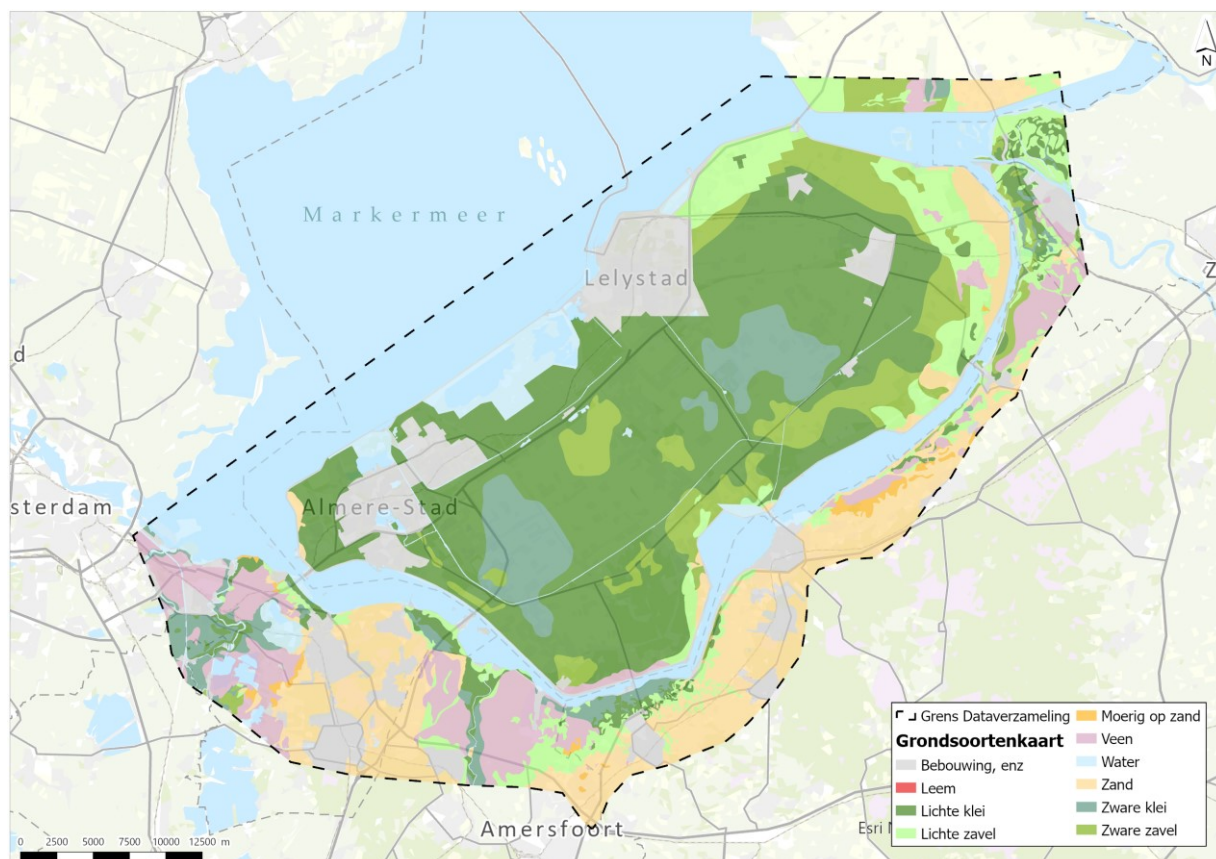 N
Markermeer
Lelystad
Z
d
Almere-Stad
sterdam
Amersfoort
Esri N
Grens Dataverzameling
Grondsoortenkaart
Bebouwing, enz
Leem
Lichte klei
Lichte zavel
Moerig op zand
Veen
Water
Zand
Zware klei
Zware zavel
0 2500 5000 7500 10000 12500 m